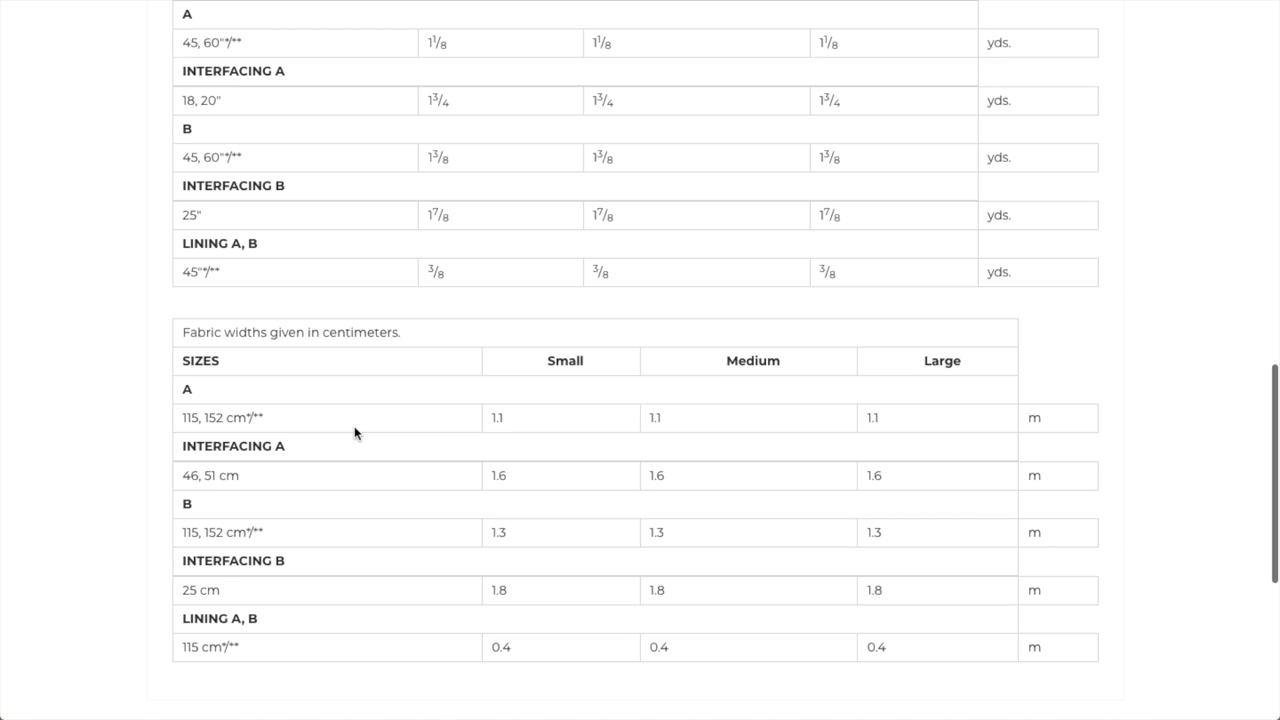 A
45, 60"*/** 1 1/8 1 1/8 1 1/8 yds.
INTERFACING A
18, 20" 1 3/4 1 3/4 1 3/4 yds.
B
45, 60"*/** 1 3/8 1 3/8 1 3/8 yds.
INTERFACING B
25" 1 7/8 1 7/8 1 7/8 yds.
LINING A, B
45"*/** 3/8 3/8 3/8 yds.
Fabric widths given in centimeters.
SIZES Small Medium Large
A
115, 152 cm*/** 1.1 1.1 1.1 m
INTERFACING A
46, 51 cm 1.6 1.6 1.6 m
B
115, 152 cm*/** 1.3 1.3 1.3 m
INTERFACING B
25 cm 1.8 1.8 1.8 m
LINING A, B
115 cm*/** 0.4 0.4 0.4 m